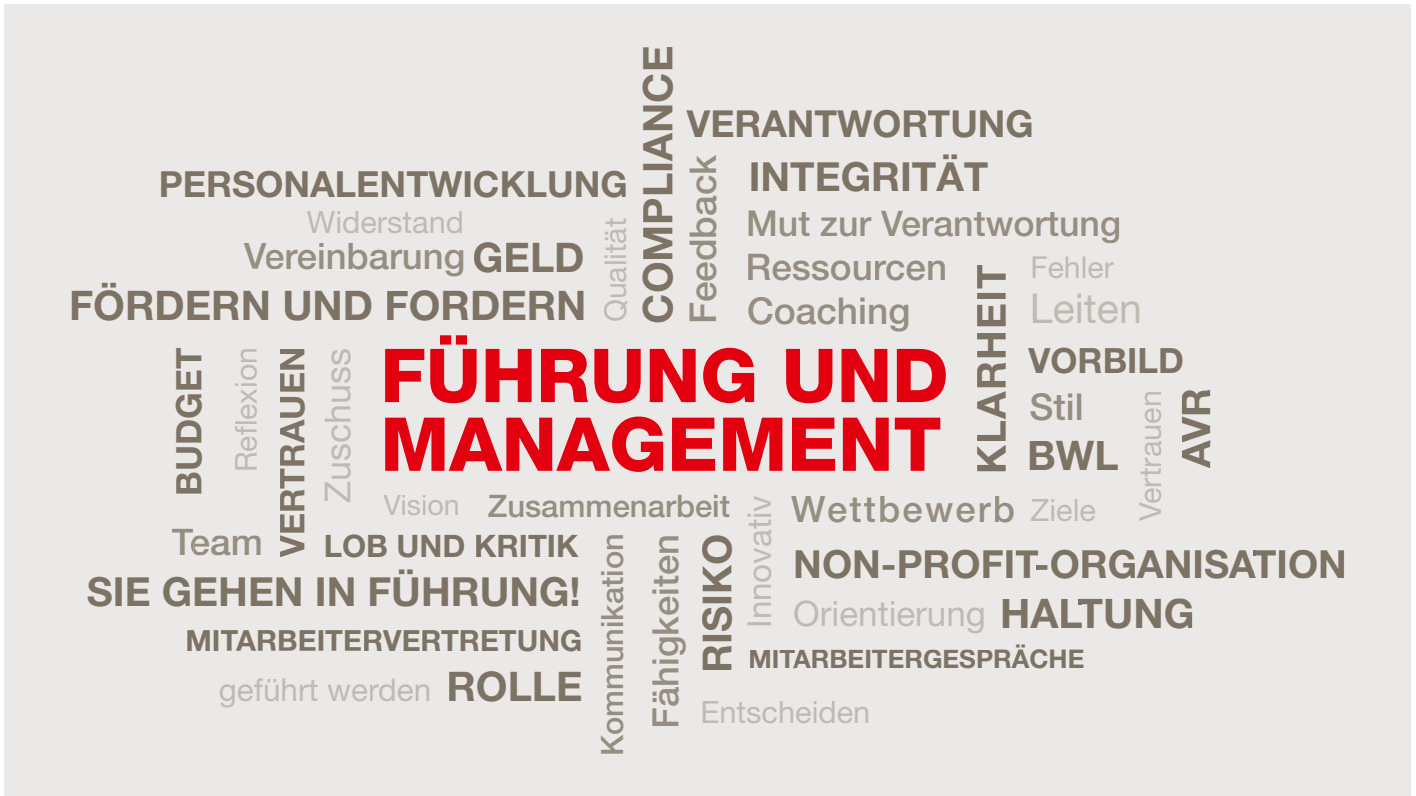 COMPLIANCE
VERANTWORTUNG
PERSONALENTWICKLUNG
INTEGRITÄT
Feedback
Widerstand
Qualität
Mut zur Verantwortung
Vereinbarung
GELD
Ressourcen
KLARHEIT
Fehler
FÖRDERN UND FORDERN
Coaching
Leiten
BUDGET
Reflexion
VERTRAUEN
Zuschuss
FÜHRUNG UND
MANAGEMENT
VORBILD
Stil
Vertrauen
AVR
BWL
Vision
Zusammenarbeit
Innovativ
Wettbewerb
Ziele
Team
LOB UND KRITIK
Kommunikation
Fähigkeiten
RISIKO
NON-PROFIT-ORGANISATION
SIE GEHEN IN FÜHRUNG!
Orientierung
HALTUNG
MITARBEITERVERTRETUNG
MITARBEITERGESPRÄCHE
geführt werden
ROLLE
Entscheiden